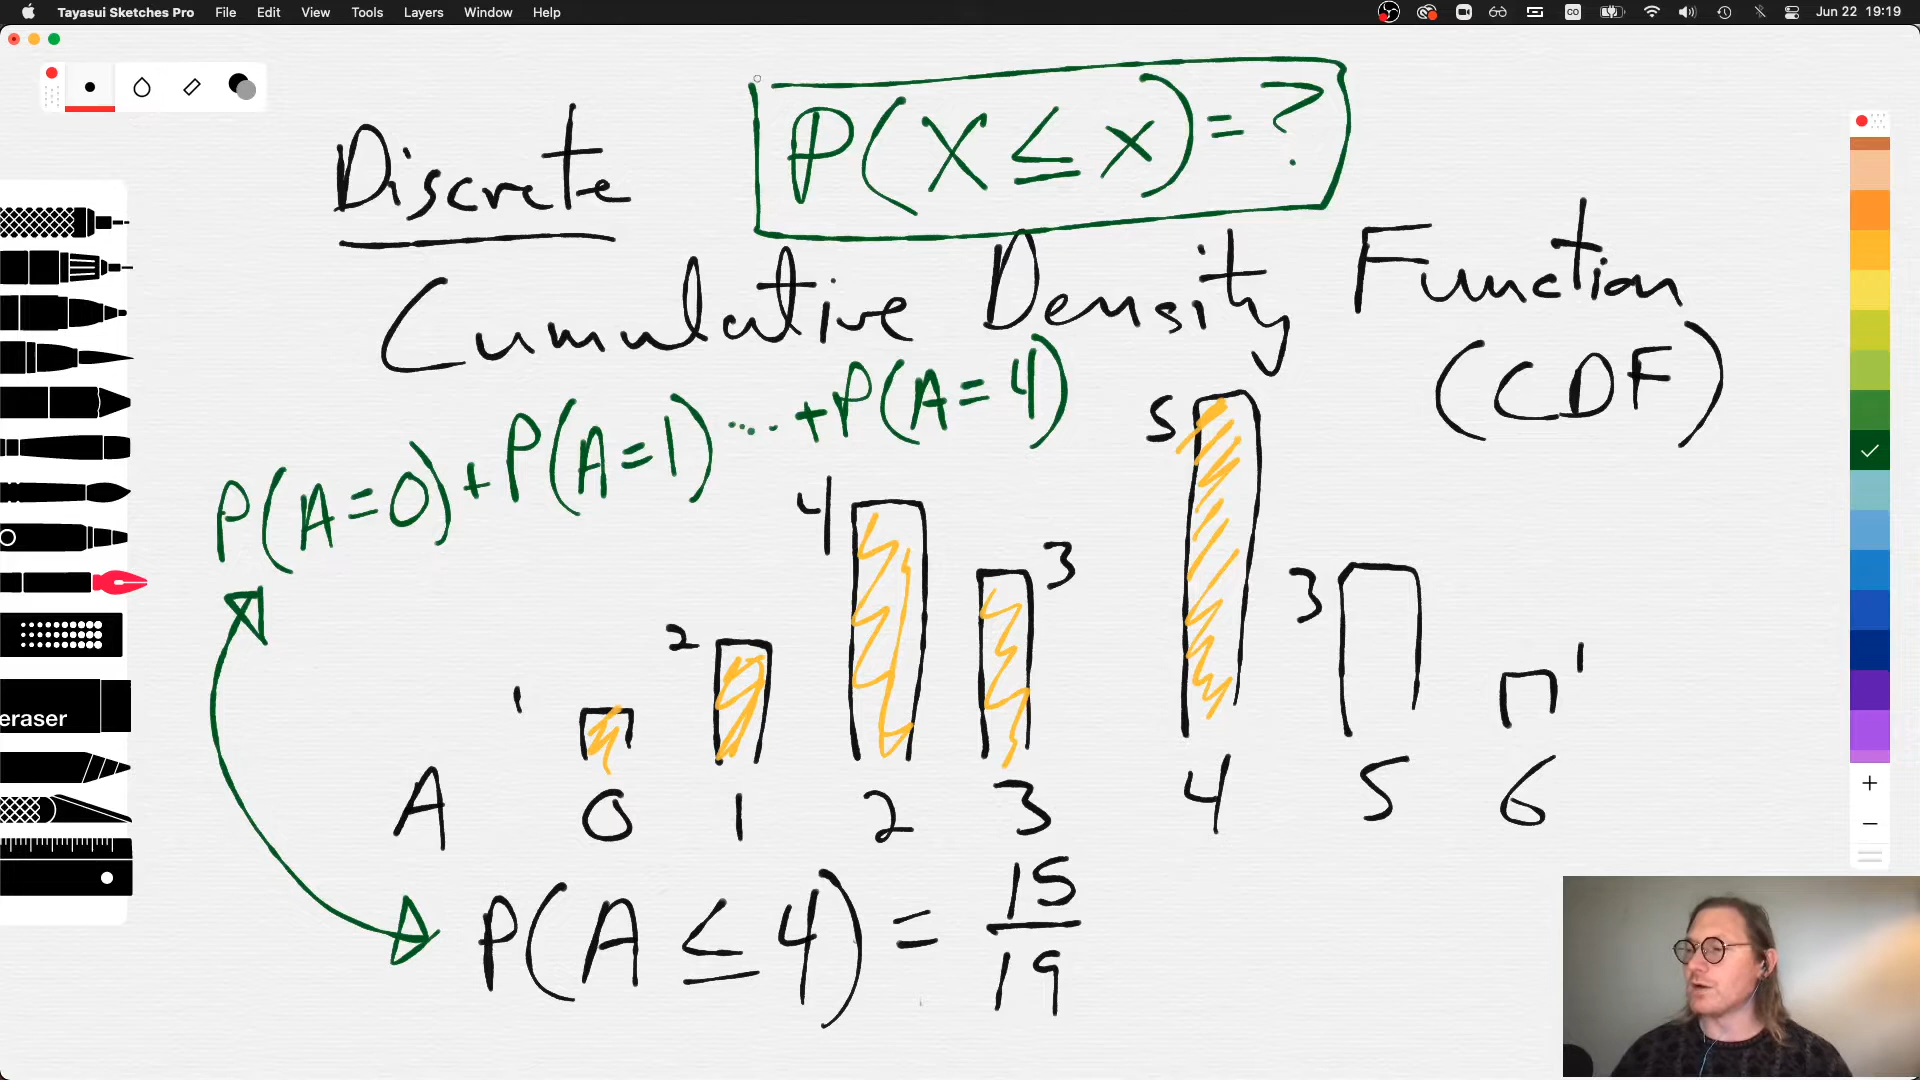 Tayasui Sketches Pro File Edit View Tools Layers Window Help Jun 22 19:19
P(X ≤ x) = ?
Discrete
Cumulative Density Function
(CDF)
P(A=0) + P(A=1) ... + P(A=4)
5
4
3
3
2
1
1
eraser
A 0 1 2 3 4 5 6
P(A ≤ 4) = 15/19